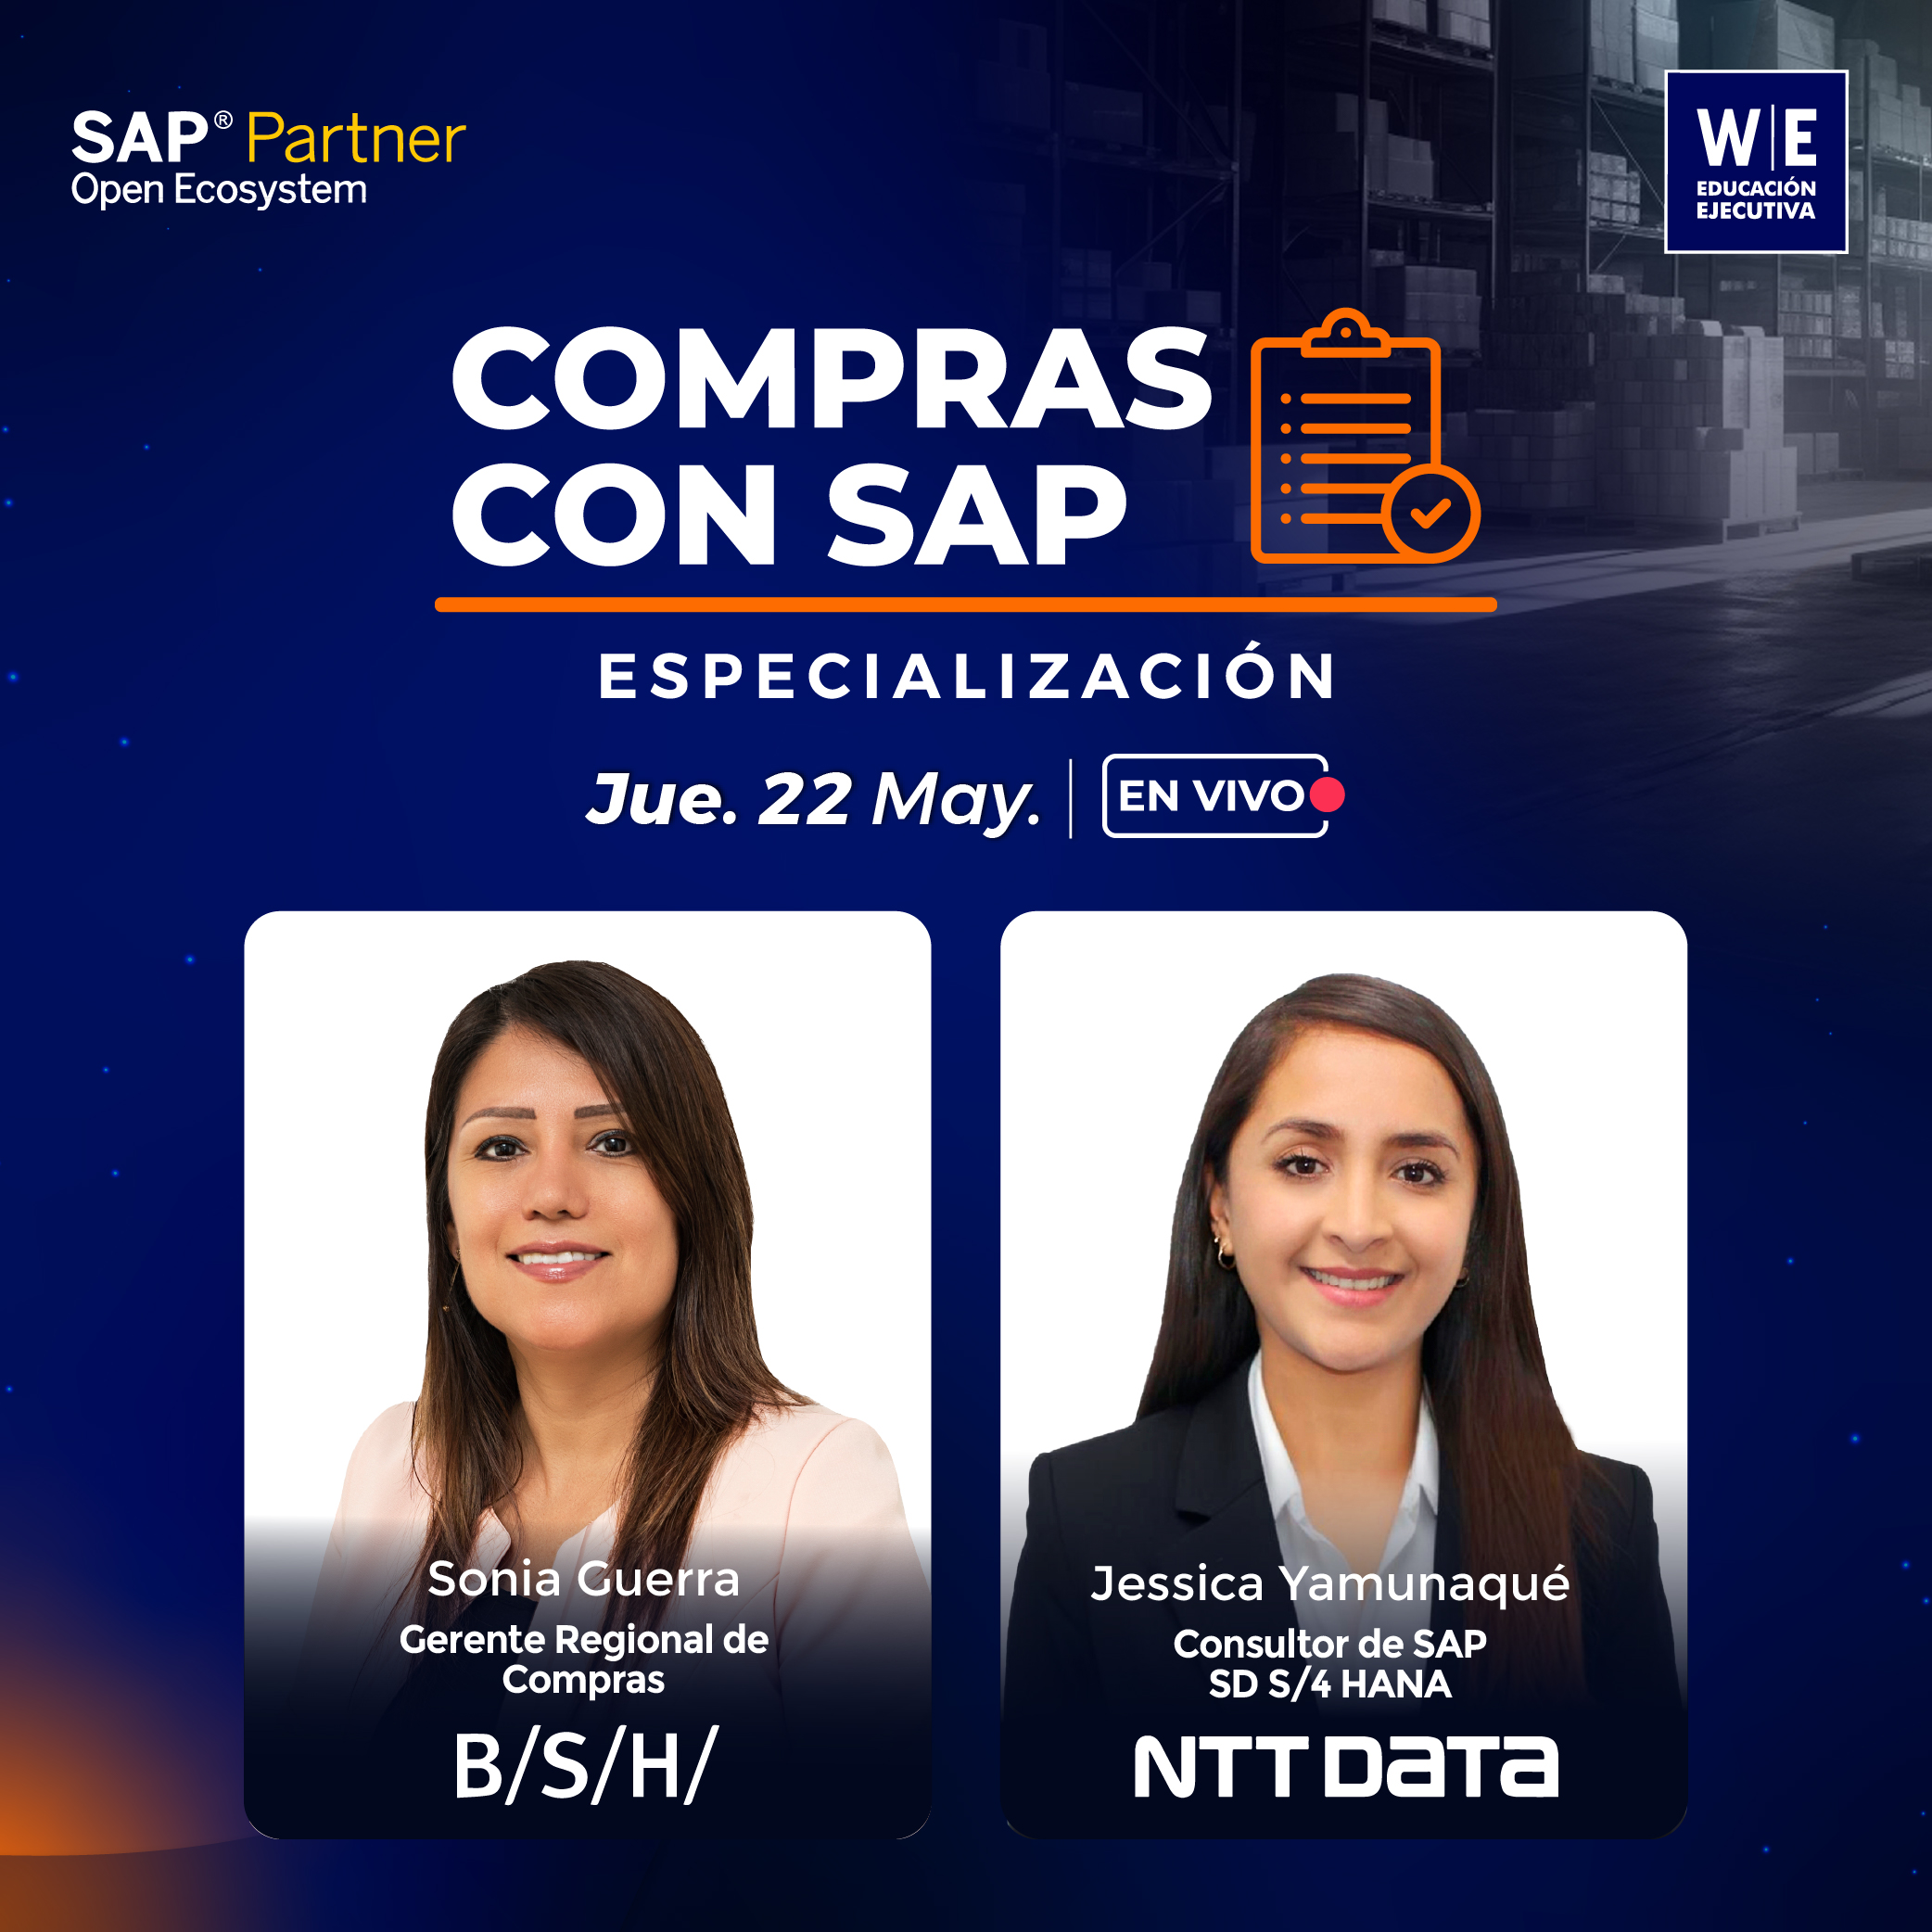 SAP® Partner
Open Ecosystem
W|E
EDUCACIÓN
EJECUTIVA
COMPRAS
CON SAP
ESPECIALIZACIÓN
Jue. 22 May.
EN VIVO
Sonia Guerra
Gerente Regional de
Compras
B/S/H/
Jessica Yamunaqué
Consultor de SAP
SD S/4 HANA
NTT DATA